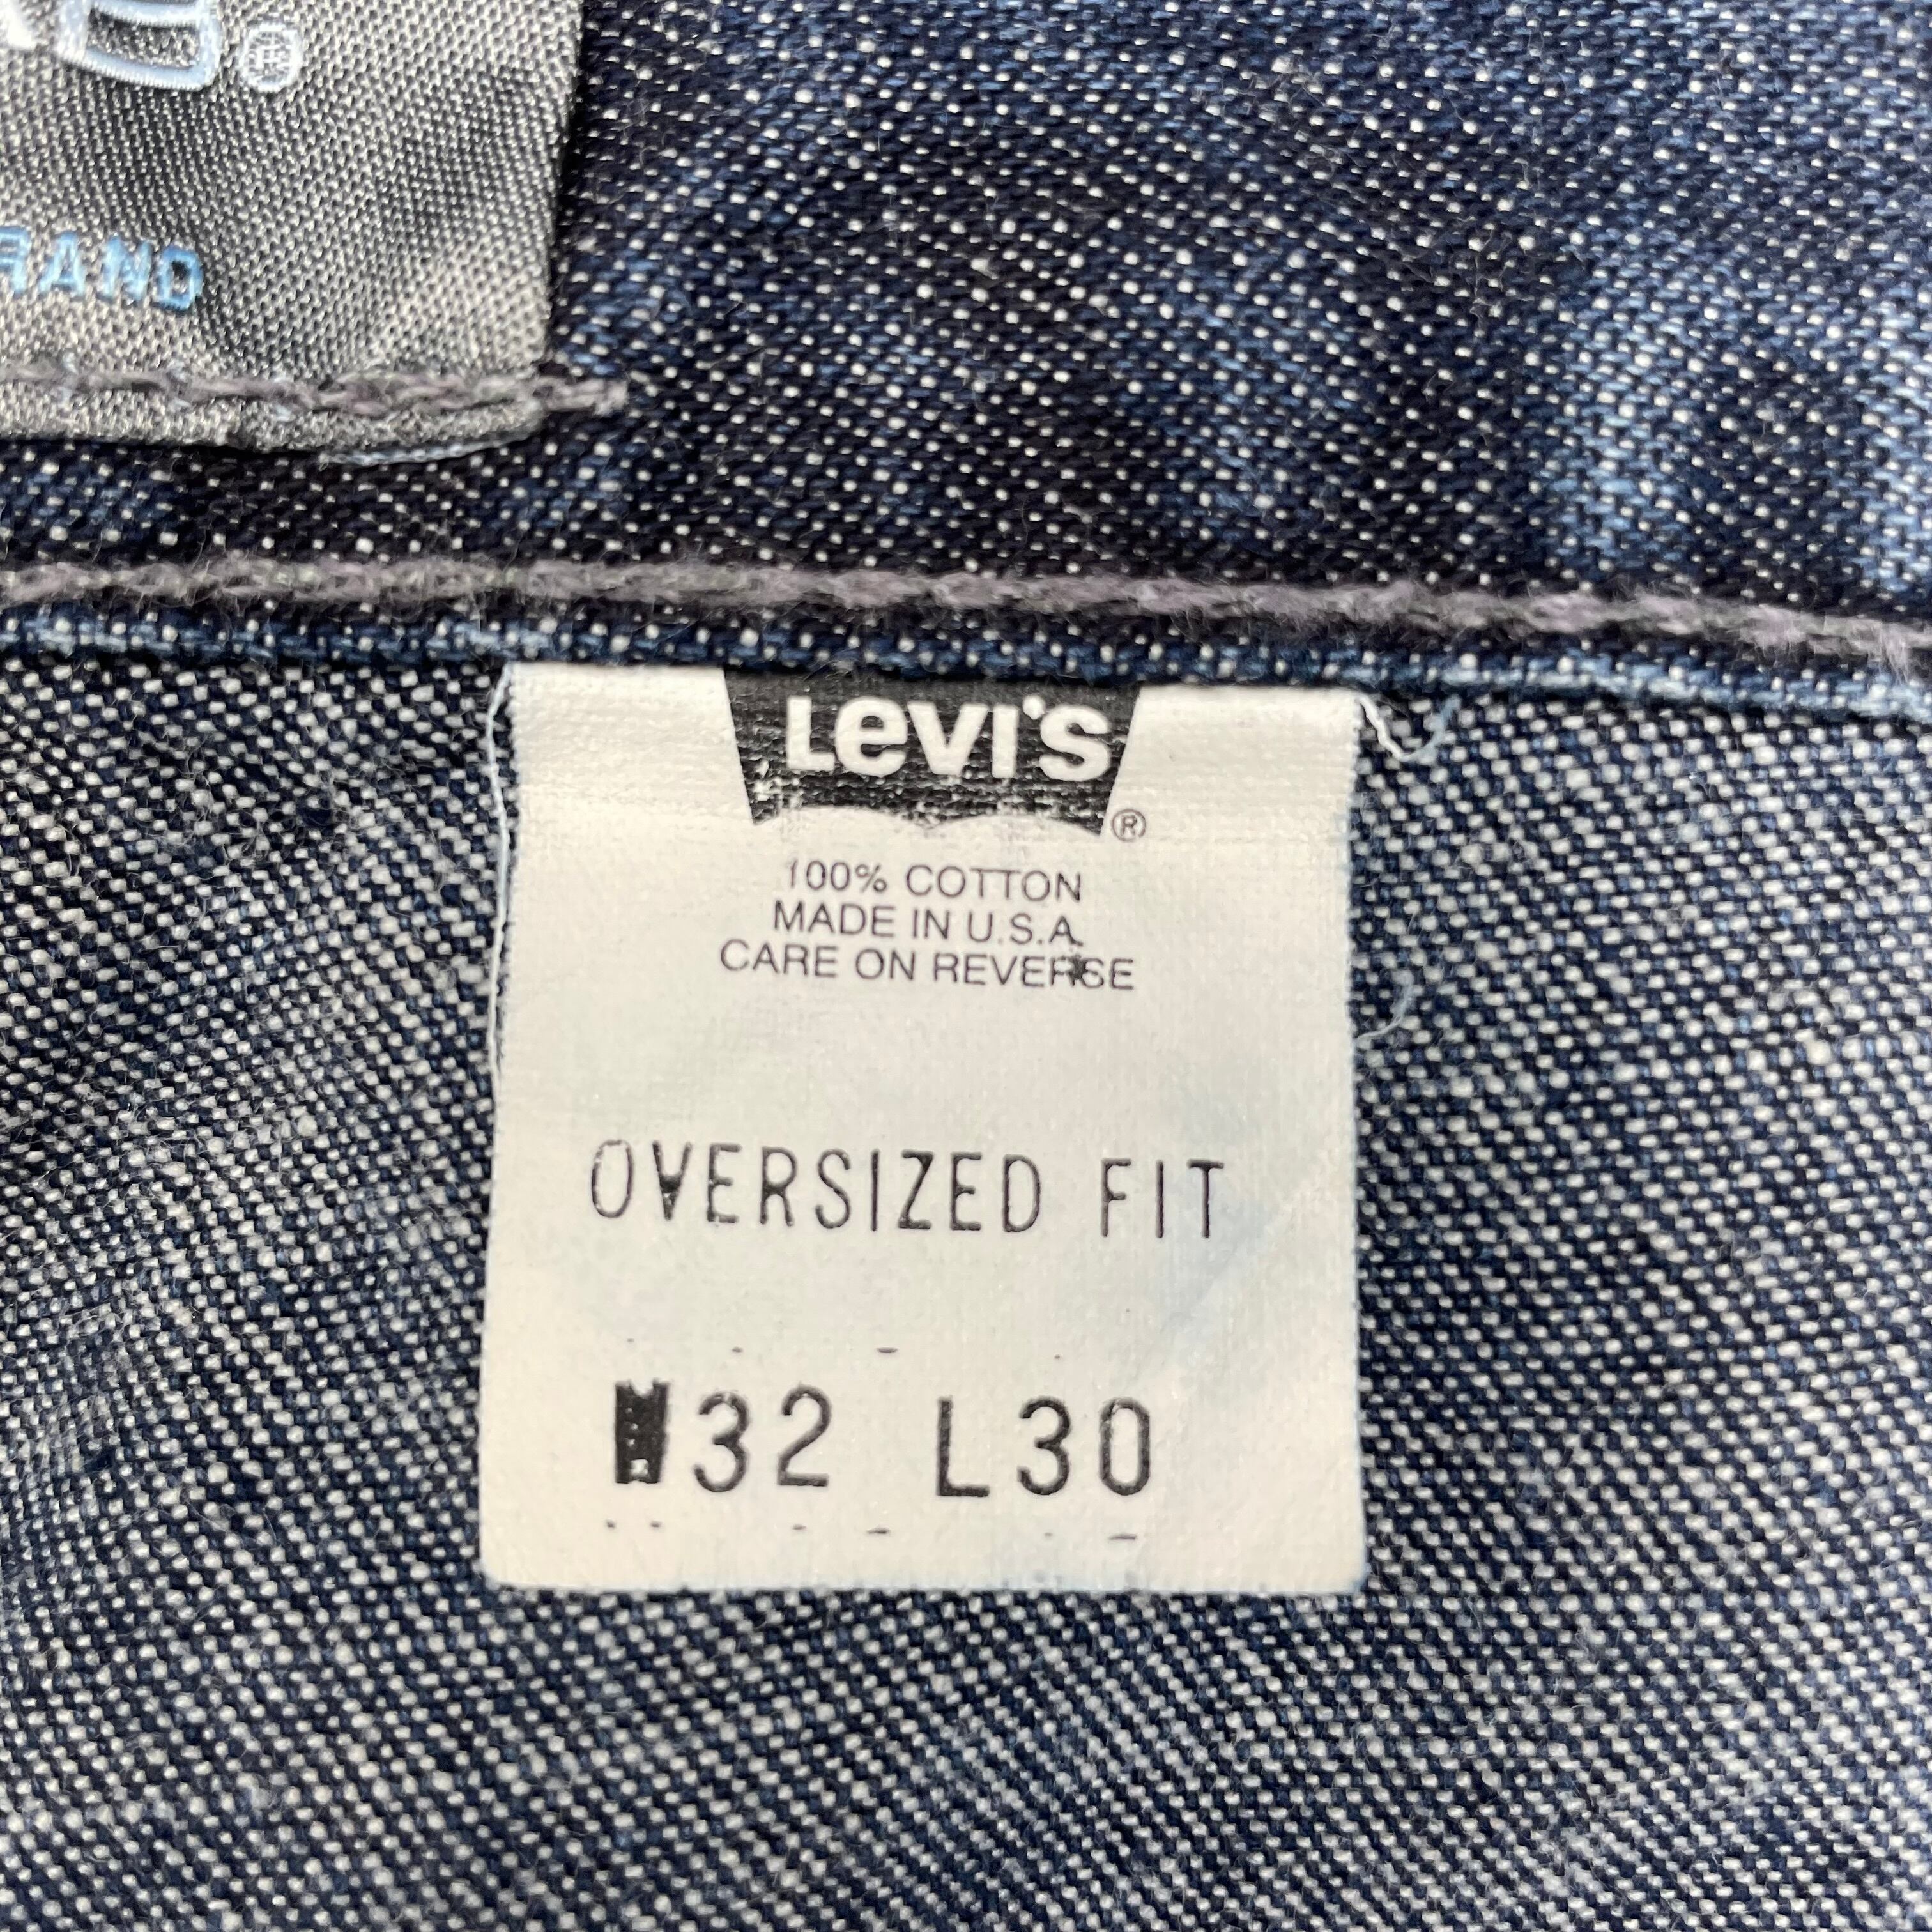 ®
RAND
Levi's
®
100% COTTON
MADE IN U.S.A.
CARE ON REVERSE
OVERSIZED FIT
W32 L30